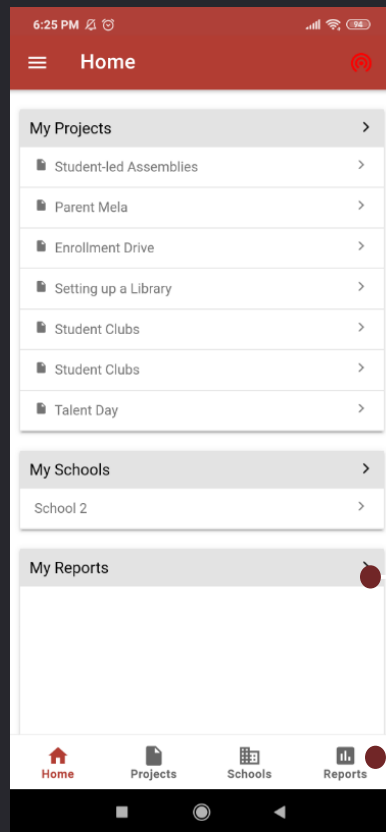 6:25 PM 94
Home
My Projects
Student-led Assemblies
Parent Mela
Enrollment Drive
Setting up a Library
Student Clubs
Student Clubs
Talent Day
My Schools
School 2
My Reports
Home Projects Schools Reports